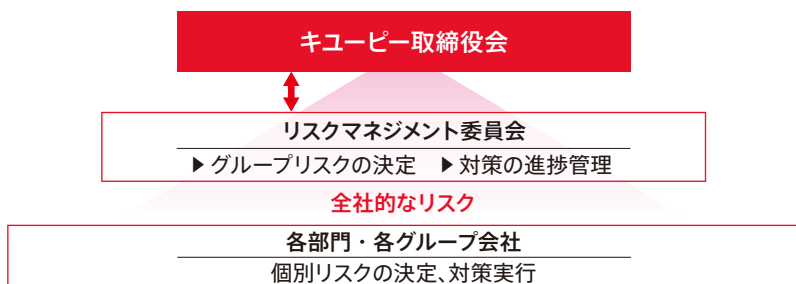 キユーピー取締役会
リスクマネジメント委員会
▶グループリスクの決定 ▶対策の進捗管理
全社的なリスク
各部門・各グループ会社
個別リスクの決定、対策実行